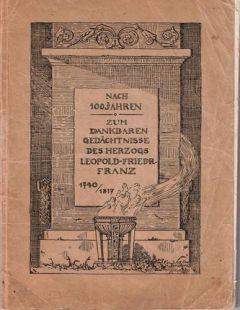 NACH
100 JAHREN
ZUM
DANKBAREN
GEDÄCHTNISSE
DES HERZOGS
LEOPOLD-FRIEDR.
FRANZ
1740/1817